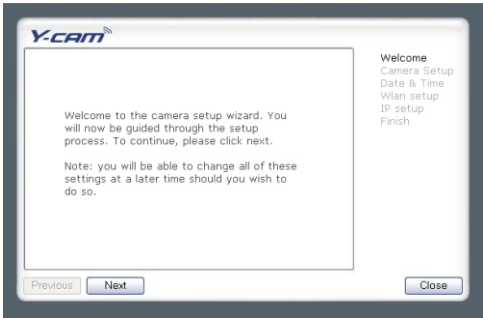 Y-cam
Welcome to the camera setup wizard. You
will now be guided through the setup
process. To continue, please click next.
Note: you will be able to change all of these
settings at a later time should you wish to
do so.
Welcome
Camera Setup
Date & Time
Wlan setup
IP setup
Finish
Previous
Next
Close